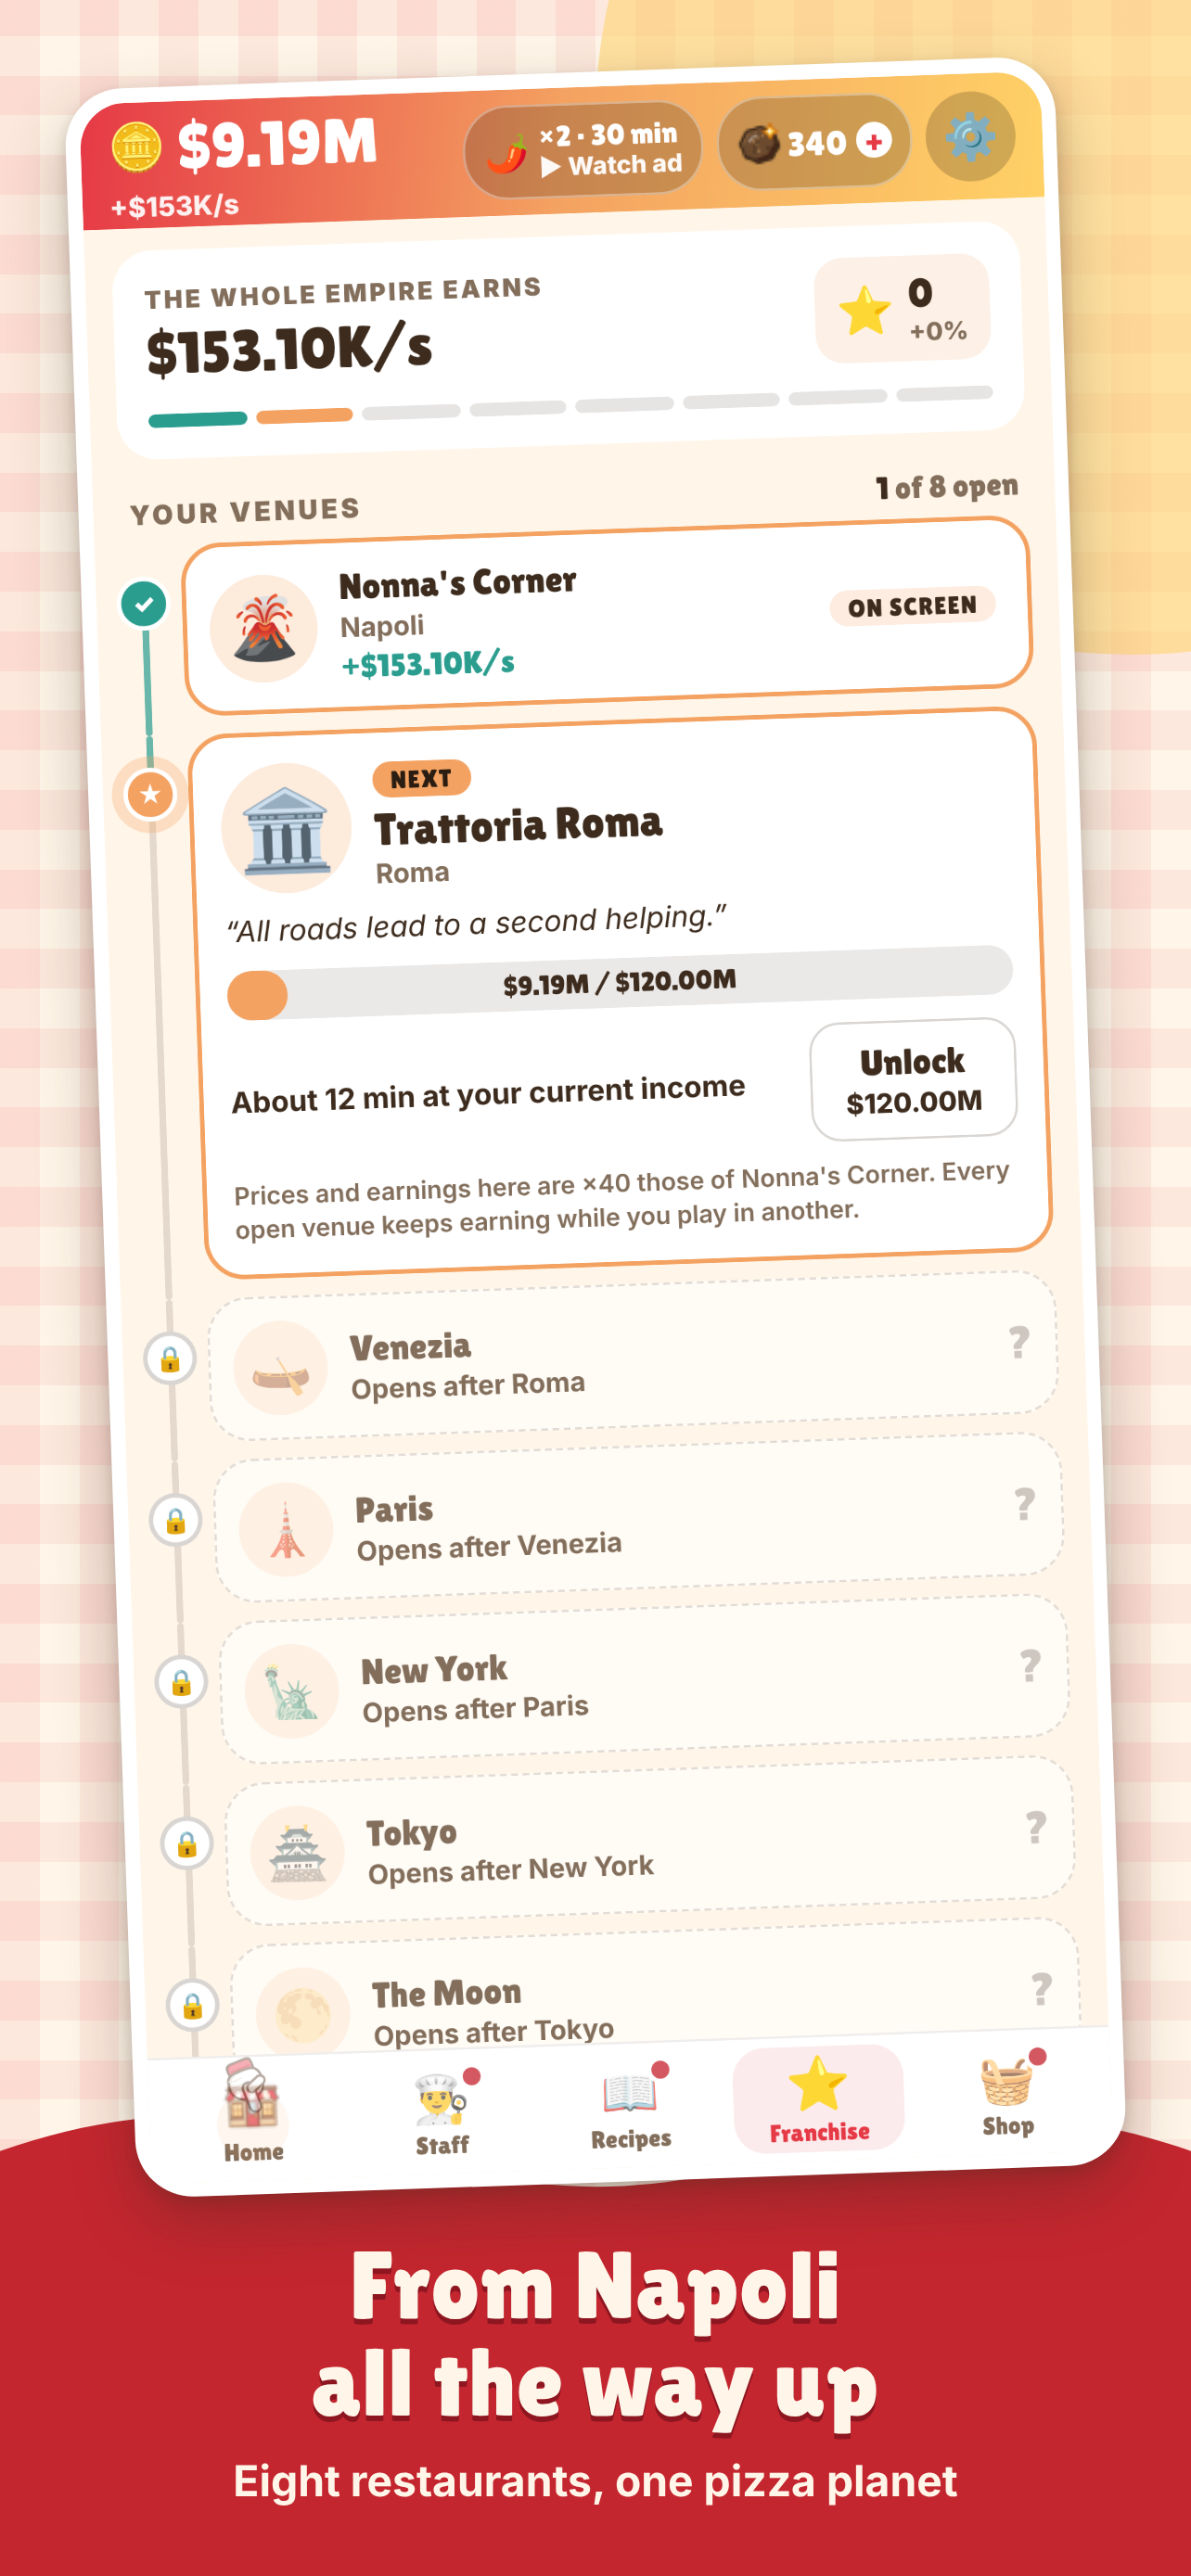 $9.19M
+$153K/s
×2 · 30 min
▶ Watch ad
340 +
THE WHOLE EMPIRE EARNS
$153.10K/s
0
+0%
YOUR VENUES
1 of 8 open
Nonna's Corner
Napoli
+$153.10K/s
ON SCREEN
NEXT
Trattoria Roma
Roma
“All roads lead to a second helping.”
$9.19M / $120.00M
About 12 min at your current income
Unlock
$120.00M
Prices and earnings here are ×40 those of Nonna's Corner. Every
open venue keeps earning while you play in another.
Venezia
Opens after Roma
?
Paris
Opens after Venezia
?
New York
Opens after Paris
?
Tokyo
Opens after New York
?
The Moon
Opens after Tokyo
?
Home
Staff
Recipes
Franchise
Shop
From Napoli
all the way up
Eight restaurants, one pizza planet